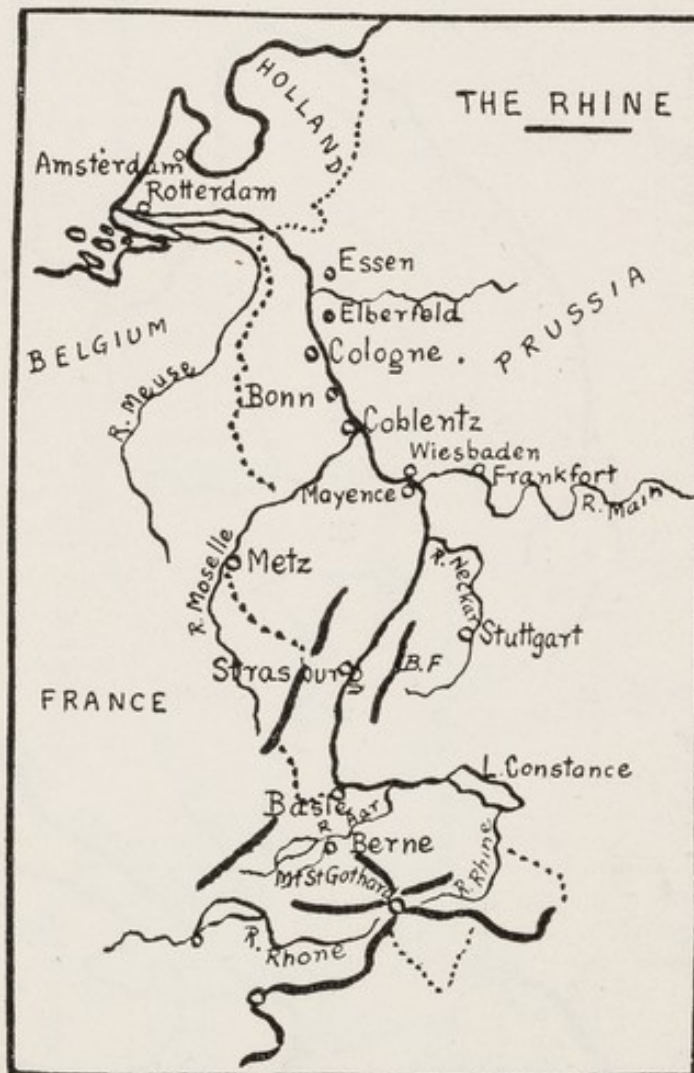 HOLLAND
THE RHINE
Amsterdam
Rotterdam
Essen
PRUSSIA
Elberfeld
BELGIUM
Cologne
R. Meuse
Bonn
Coblentz
Wiesbaden
Frankfort
Mayence
R. Main
R. Moselle
Metz
R. Neckar
Stuttgart
Strasburg
B.F
FRANCE
L. Constance
Basle
R Aar
Berne
Mt St Gothard
R. Rhine
R. Rhone